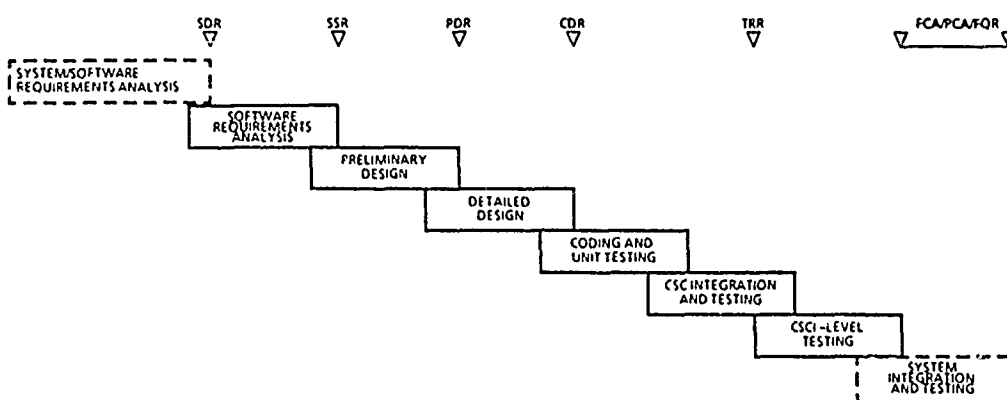 SDR SSR PDR CDR TRR FCA/PCA/FQR
SYSTEM/SOFTWARE
REQUIREMENTS ANALYSIS
SOFTWARE
REQUIREMENTS
ANALYSIS
PRELIMINARY
DESIGN
DETAILED
DESIGN
CODING AND
UNIT TESTING
CSC INTEGRATION
AND TESTING
CSCI-LEVEL
TESTING
SYSTEM
INTEGRATION
AND TESTING